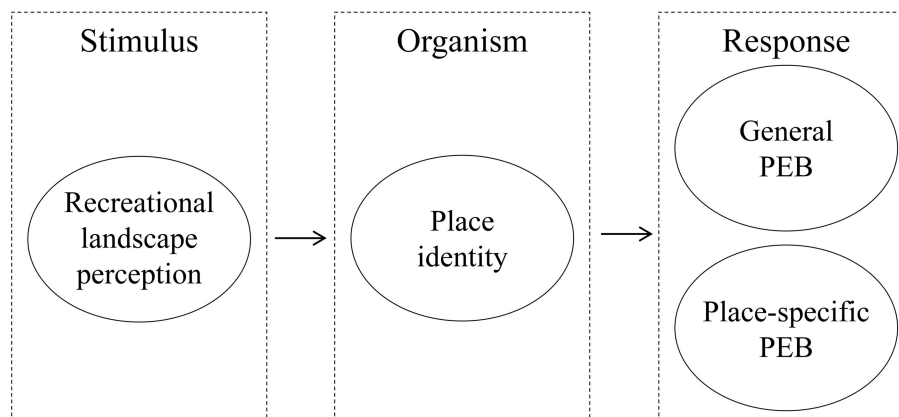 Stimulus
Recreational
landscape
perception
Organism
Place
identity
Response
General
PEB
Place-specific
PEB